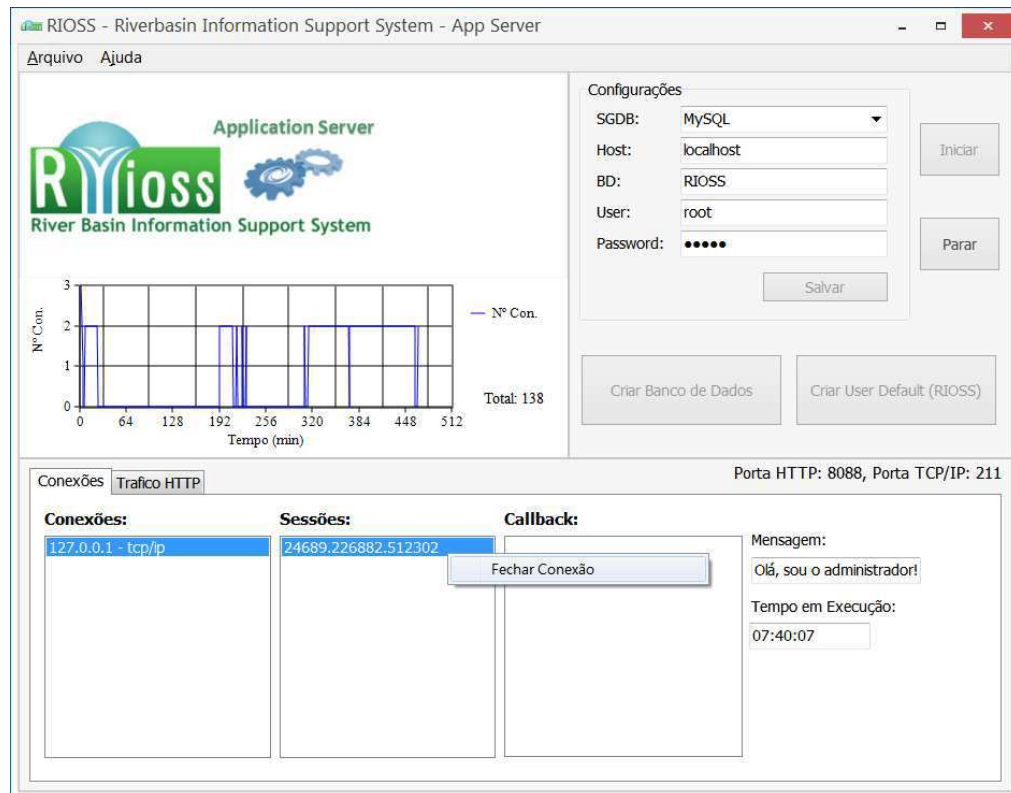 RIOSS - Riverbasin Information Support System - App Server
Arquivo Ajuda
Application Server
RYioss
River Basin Information Support System
Configurações
SGDB: MySQL
Host: localhost
BD: RIOSS
User: root
Password: •••••
Salvar
Iniciar
Parar
Criar Banco de Dados
Criar User Default (RIOSS)
3
2
1
0
Nº Con.
0 64 128 192 256 320 384 448 512
Tempo (min)
Nº Con.
Total: 138
Conexões Trafico HTTP
Porta HTTP: 8088, Porta TCP/IP: 211
Conexões: Sessões: Callback:
127.0.0.1 - tcp/ip
24689.226882.512302
Fechar Conexão
Mensagem:
Olá, sou o administrador!
Tempo em Execução:
07:40:07